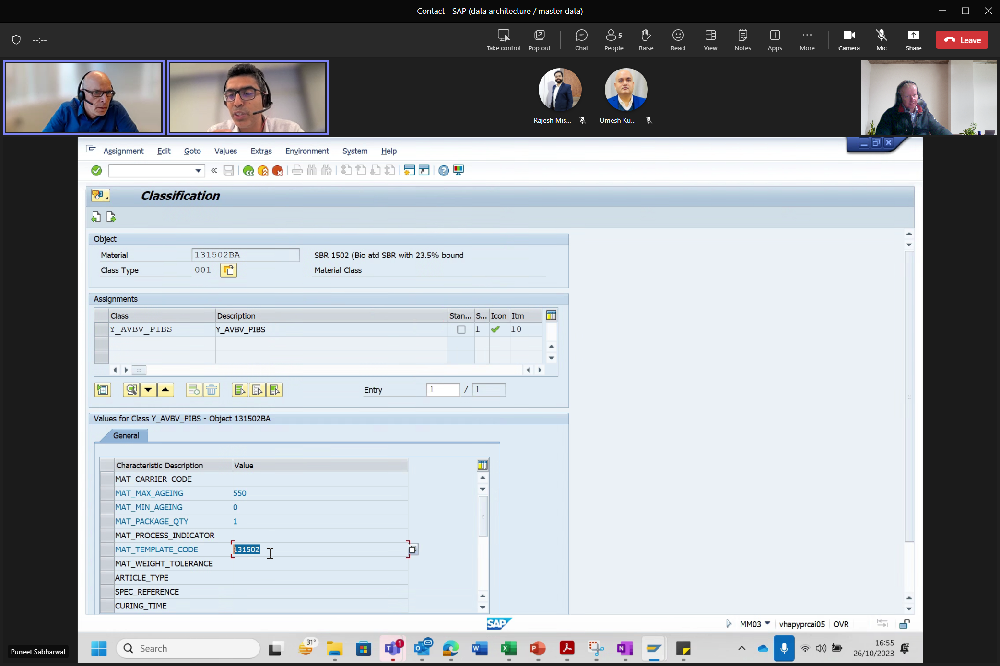 Contact - SAP (data architecture / master data)
--:--
Take control
Pop out
Chat
5
People
Raise
React
View
Notes
Apps
More
Camera
Mic
Share
Leave
Rajesh Mis...
Umesh Ku...
Assignment Edit Goto Values Extras Environment System Help
Classification
Object
Material 131502BA SBR 1502 (Bio atd SBR with 23.5% bound
Class Type 001 Material Class
Assignments
Class Description Stan... S... Icon Itm
Y_AVBV_PIBS Y_AVBV_PIBS 1 10
Entry 1 / 1
Values for Class Y_AVBV_PIBS - Object 131502BA
General
Characteristic Description Value
MAT_CARRIER_CODE
MAT_MAX_AGEING 550
MAT_MIN_AGEING 0
MAT_PACKAGE_QTY 1
MAT_PROCESS_INDICATOR
MAT_TEMPLATE_CODE 131502
MAT_WEIGHT_TOLERANCE
ARTICLE_TYPE
SPEC_REFERENCE
CURING_TIME
SAP
MM03 vhapyprcai05 OVR
Puneet Sabharwal
Search
31°
1
16:55
26/10/2023